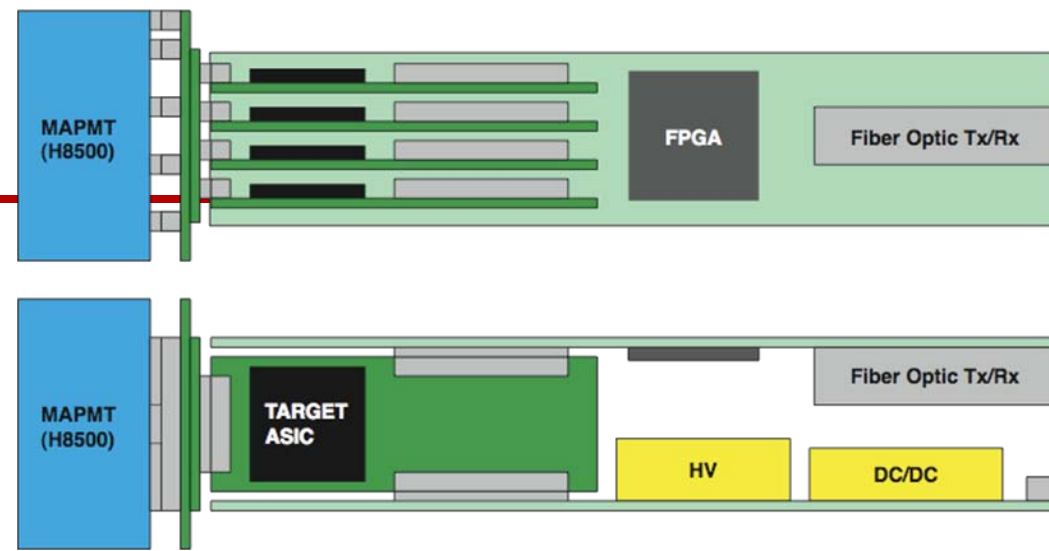 MAPMT
(H8500)
FPGA
Fiber Optic Tx/Rx
MAPMT
(H8500)
TARGET
ASIC
Fiber Optic Tx/Rx
HV
DC/DC